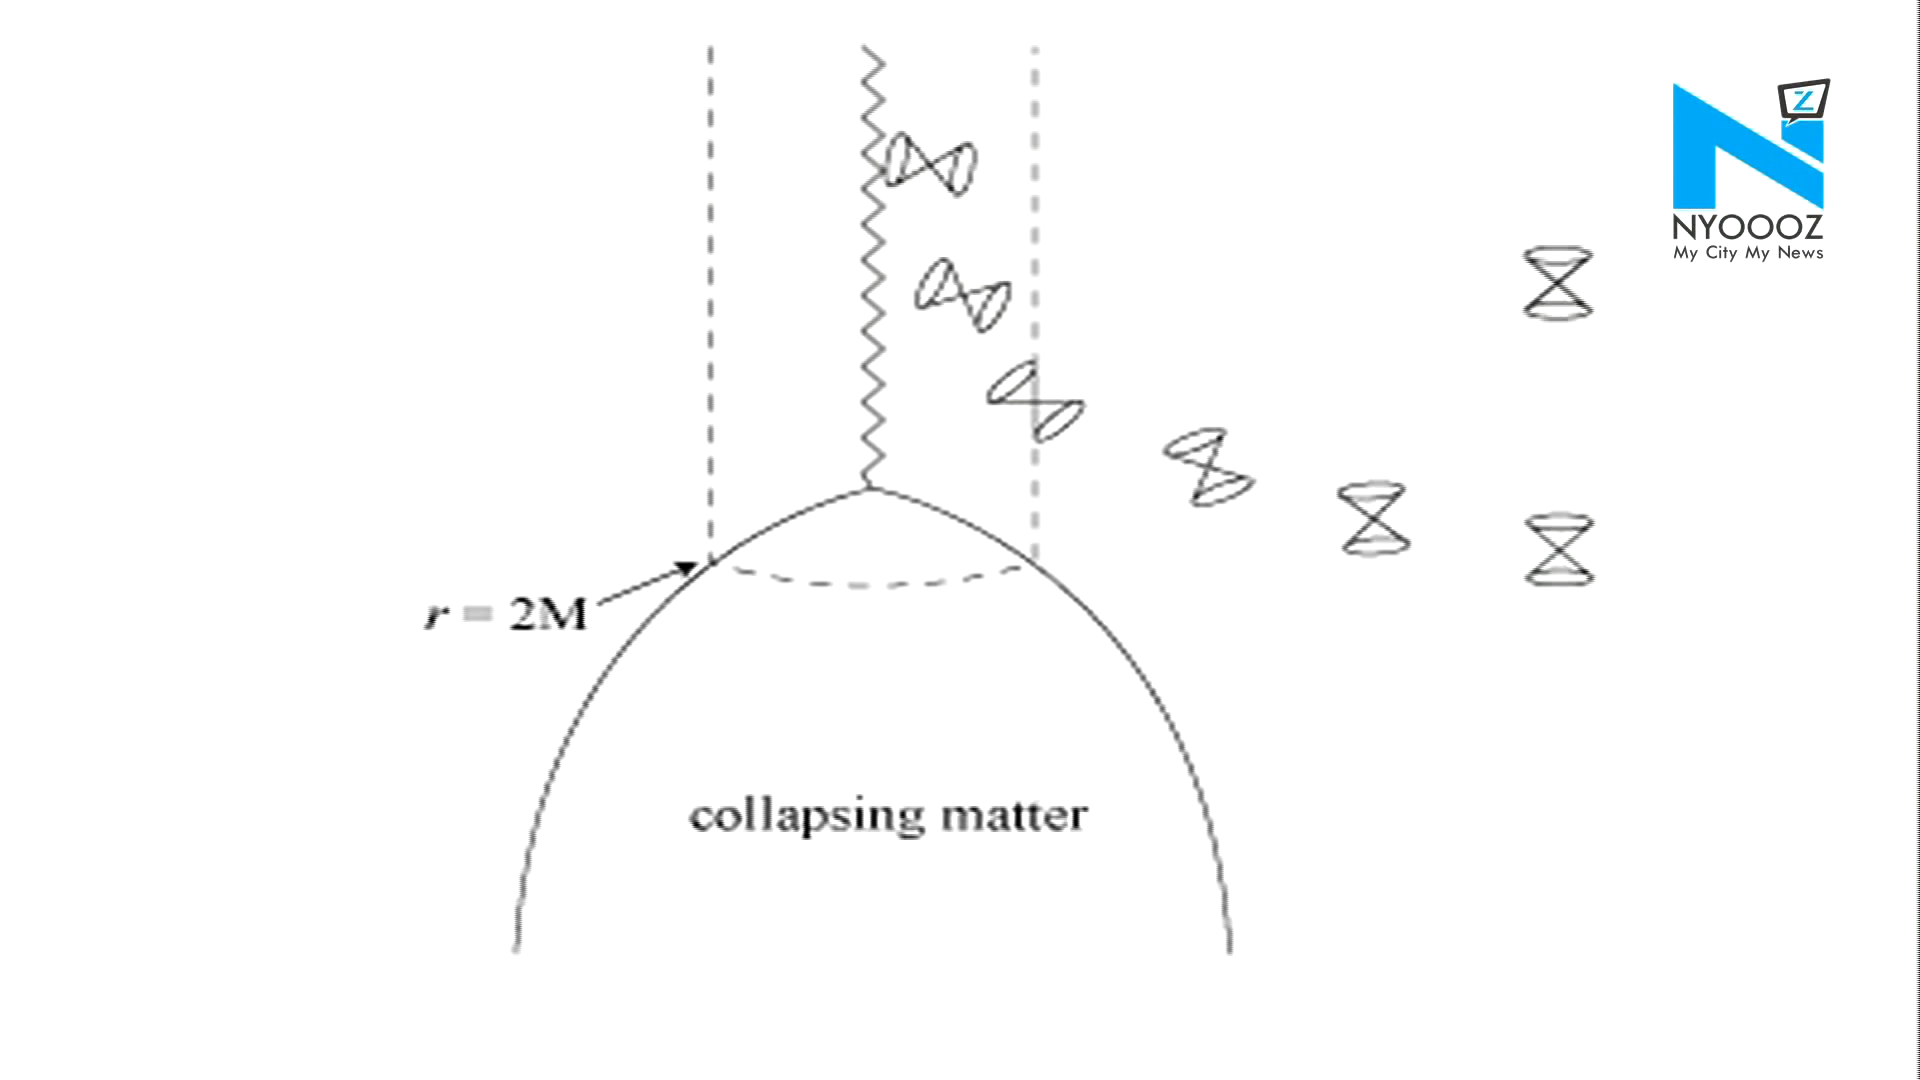 Z
NYOOOZ
My City My News
r = 2M
collapsing matter